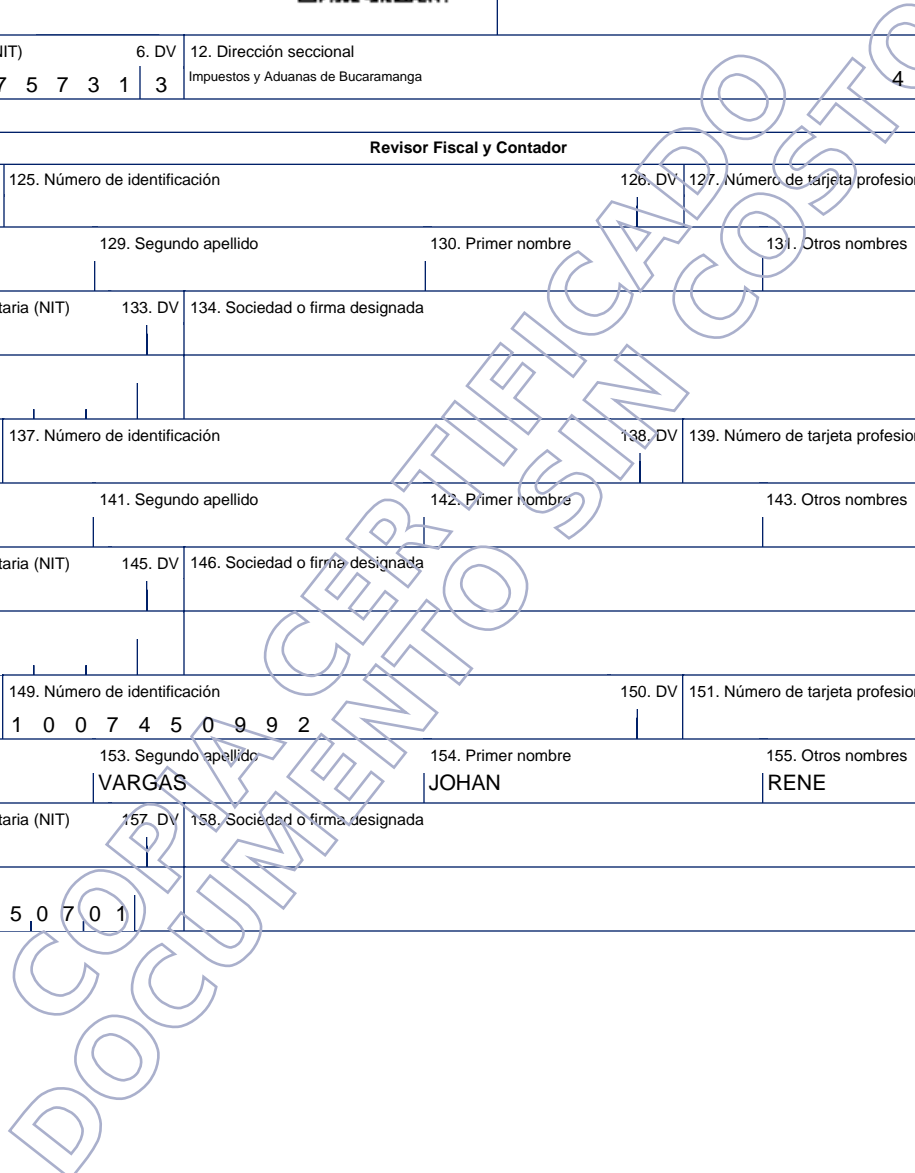 NIT) 6. DV 12. Dirección seccional
7 5 7 3 1 3 Impuestos y Aduanas de Bucaramanga 4
Revisor Fiscal y Contador
125. Número de identificación 126. DV 127. Número de tarjeta profesion
129. Segundo apellido 130. Primer nombre 131. Otros nombres
taria (NIT) 133. DV 134. Sociedad o firma designada
137. Número de identificación 138. DV 139. Número de tarjeta profesion
141. Segundo apellido 142. Primer nombre 143. Otros nombres
taria (NIT) 145. DV 146. Sociedad o firma designada
149. Número de identificación 150. DV 151. Número de tarjeta profesion
1 0 0 7 4 5 0 9 9 2
153. Segundo apellido 154. Primer nombre 155. Otros nombres
VARGAS JOHAN RENE
taria (NIT) 157. DV 158. Sociedad o firma designada
5 0 7 0 1
COPIA CERTIFICADO
DOCUMENTO SIN COSTO